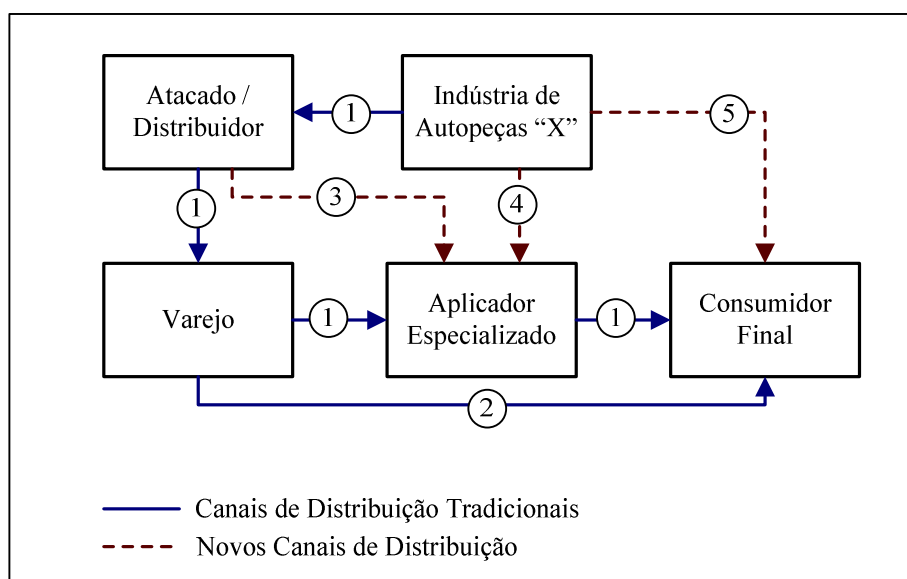 Atacado /
Distribuidor
1
Indústria de
Autopeças “X”
5
1
3
4
Varejo
1
Aplicador
Especializado
1
Consumidor
Final
2
Canais de Distribuição Tradicionais
Novos Canais de Distribuição